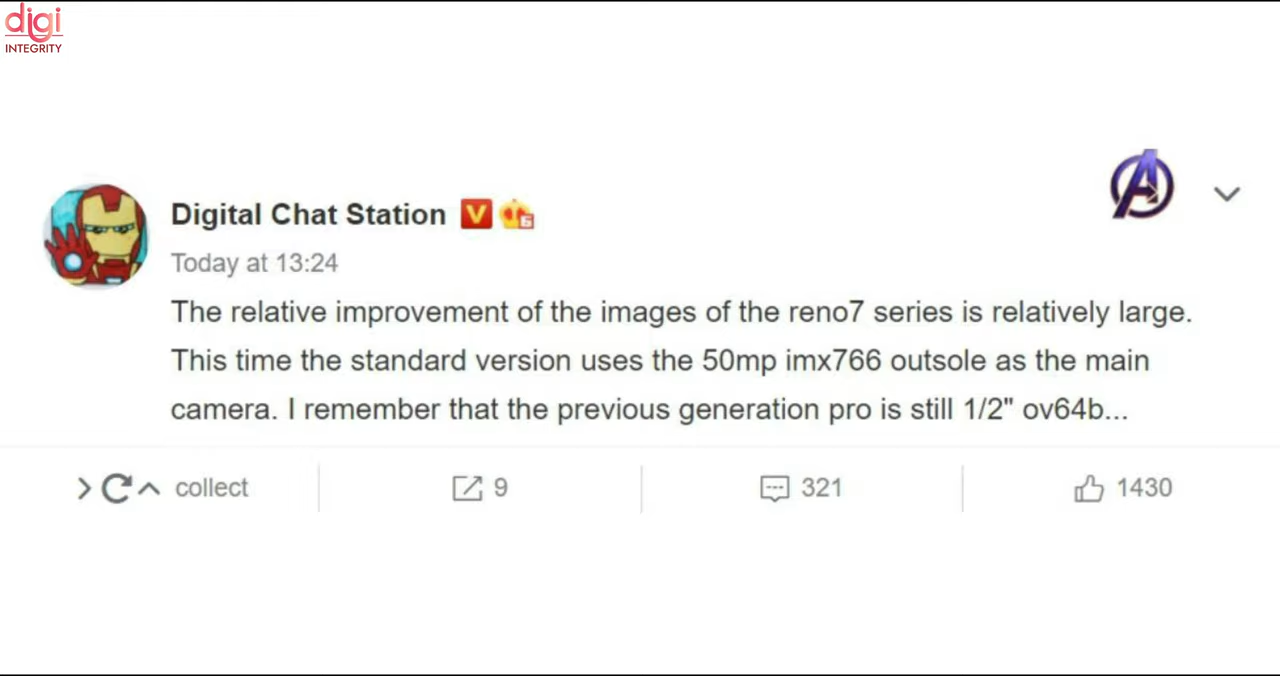 digi
INTEGRITY
Digital Chat Station
Today at 13:24
The relative improvement of the images of the reno7 series is relatively large.
This time the standard version uses the 50mp imx766 outsole as the main
camera. I remember that the previous generation pro is still 1/2" ov64b...
collect 9 321 1430